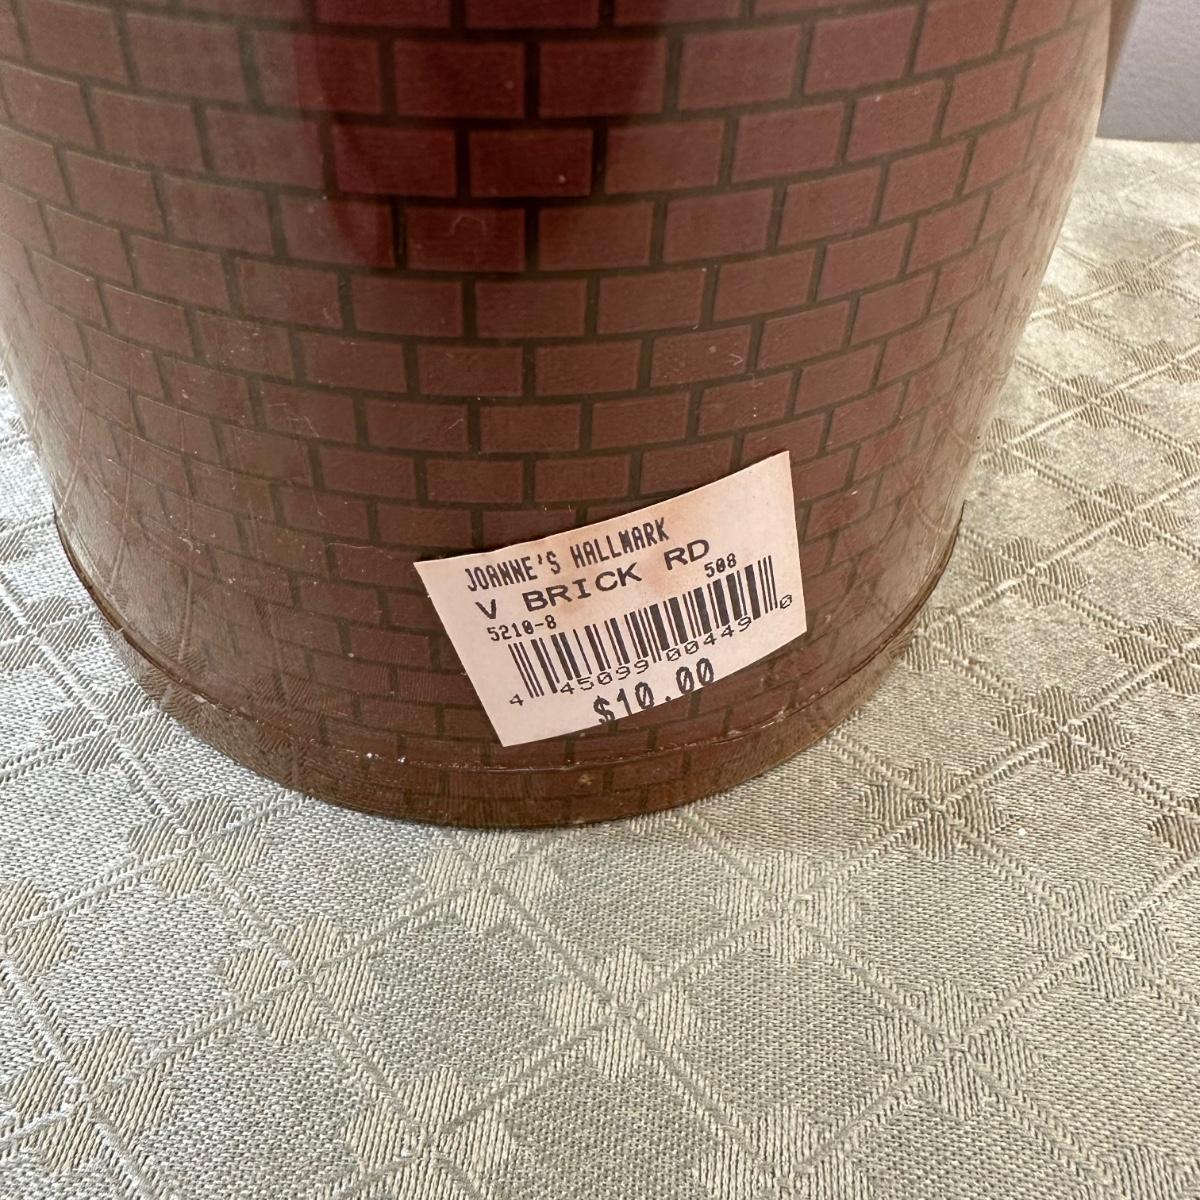 JOANNE'S HALLMARK
V BRICK RD
5210-8 508
4 45099 00449 0
$10.00